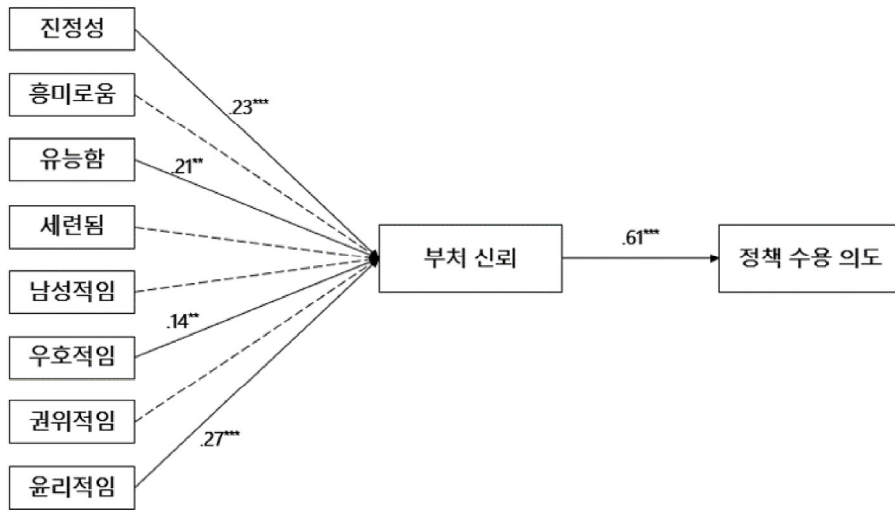 진정성
흥미로움
.23***
유능함
.21**
세련됨
부처 신뢰
.61***
정책 수용 의도
남성적임
.14**
우호적임
권위적임
.27***
윤리적임